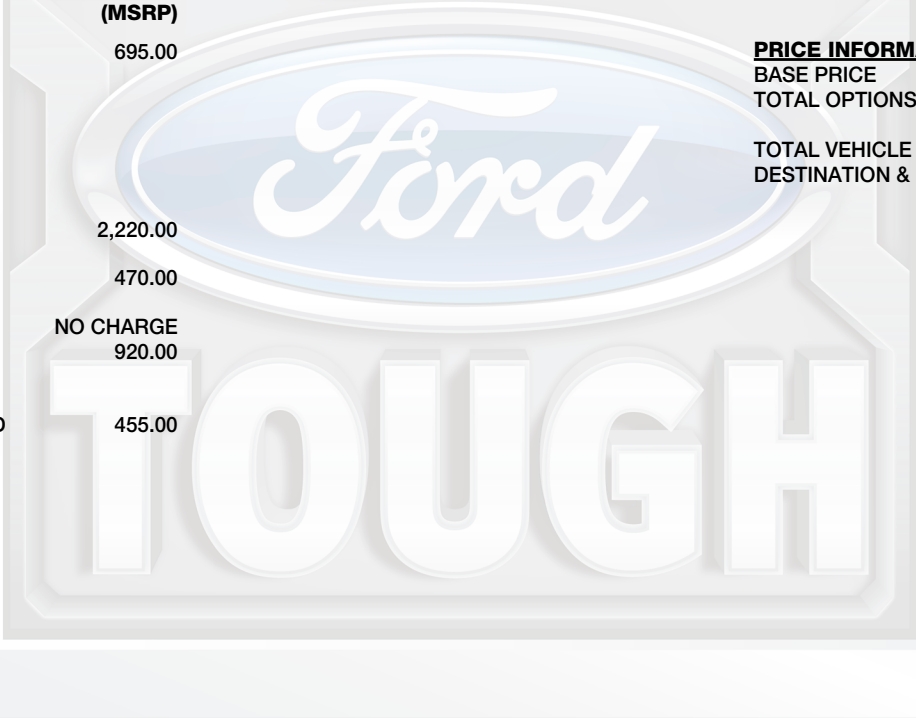 (MSRP)
695.00
2,220.00
470.00
NO CHARGE
920.00
455.00
PRICE INFORM
BASE PRICE
TOTAL OPTIONS
TOTAL VEHICLE
DESTINATION &
Ford
TOUGH